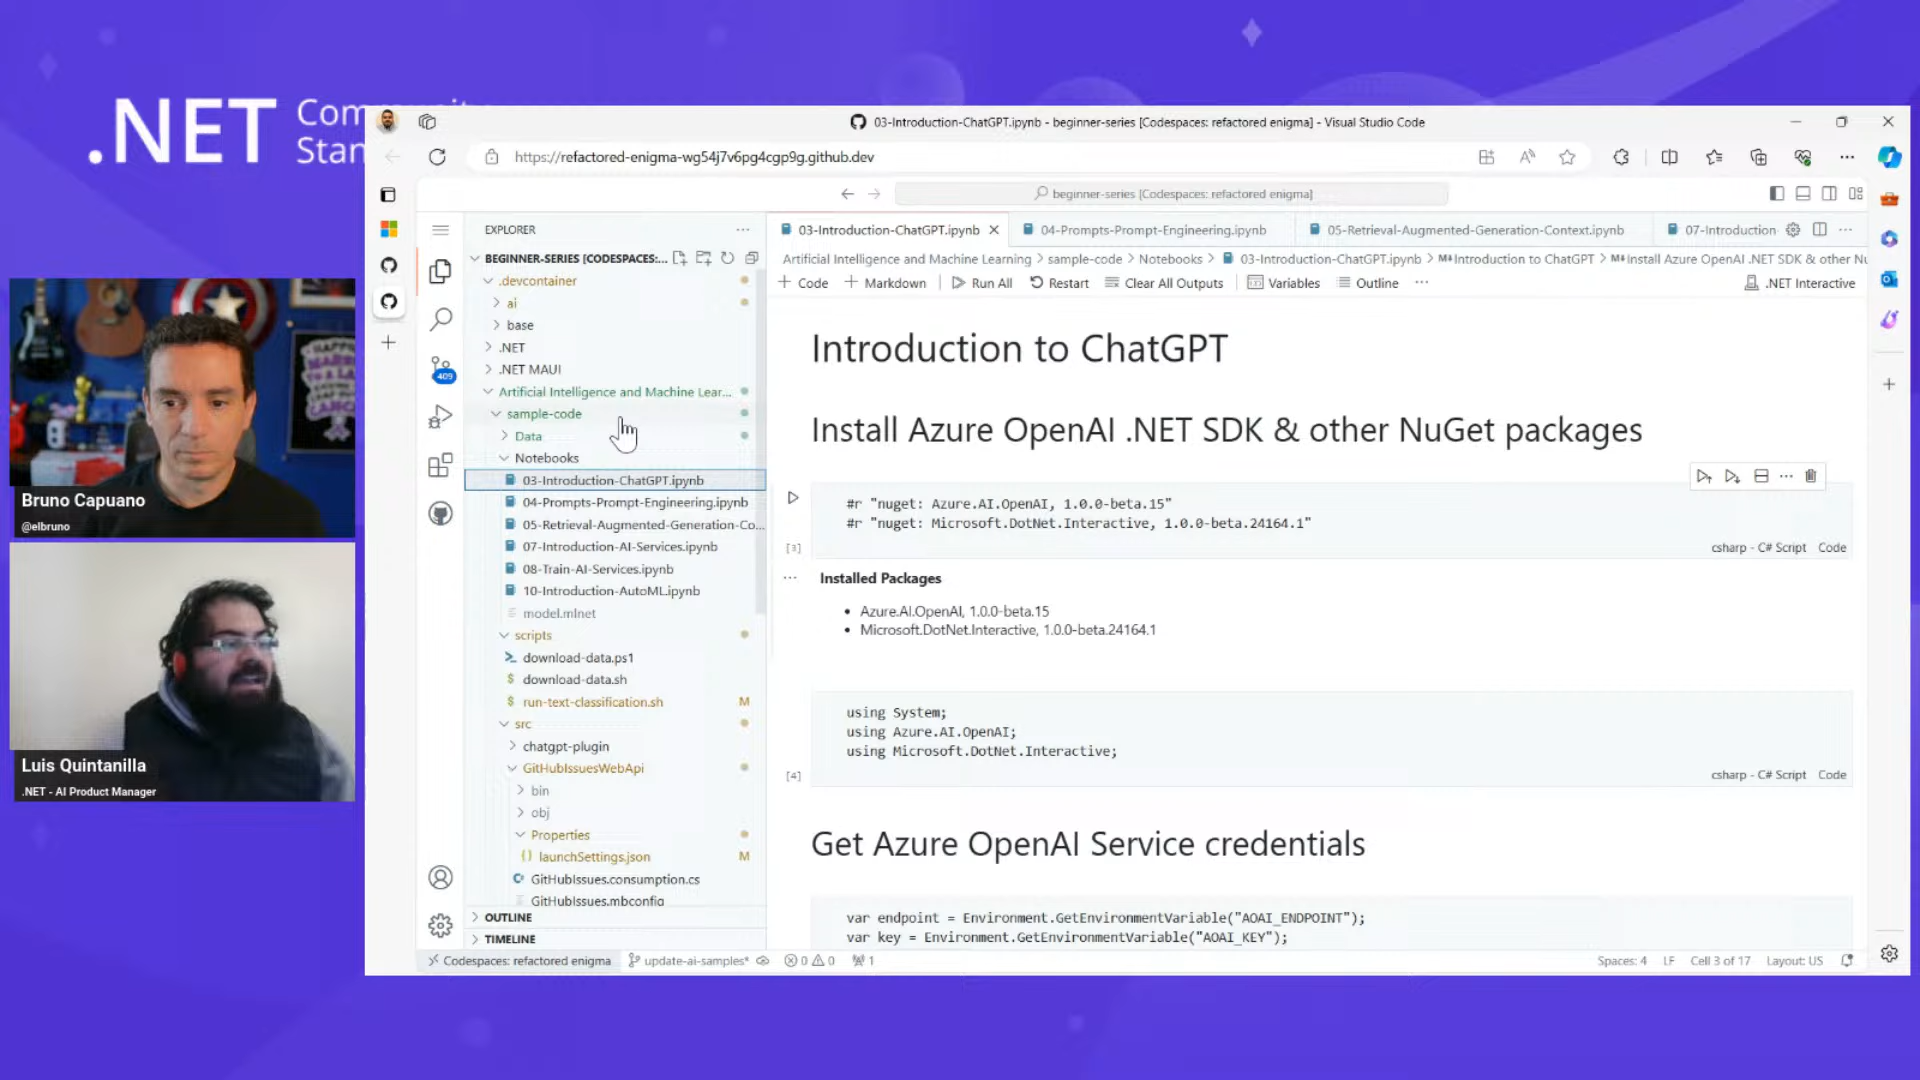 .NET
Community
Stan
03-Introduction-ChatGPT.ipynb - beginner-series [Codespaces: refactored enigma] - Visual Studio Code
https://refactored-enigma-wg54j7v6pg4cgp9g.github.dev
beginner-series [Codespaces: refactored enigma]
EXPLORER
03-Introduction-ChatGPT.ipynb
04-Prompts-Prompt-Engineering.ipynb
05-Retrieval-Augmented-Generation-Context.ipynb
07-Introduction
BEGINNER-SERIES [CODESPACES:...
.devcontainer
ai
base
.NET
.NET MAUI
Artificial Intelligence and Machine Lear...
sample-code
Data
Notebooks
03-Introduction-ChatGPT.ipynb
04-Prompts-Prompt-Engineering.ipynb
05-Retrieval-Augmented-Generation-Co...
07-Introduction-AI-Services.ipynb
08-Train-AI-Services.ipynb
10-Introduction-AutoML.ipynb
model.mlnet
scripts
download-data.ps1
download-data.sh
run-text-classification.sh M
src
chatgpt-plugin
GitHubIssuesWebApi
bin
obj
Properties
launchSettings.json M
GitHubIssues.consumption.cs
GitHubIssues.mbconfig
OUTLINE
TIMELINE
409
Artificial Intelligence and Machine Learning > sample-code > Notebooks > 03-Introduction-ChatGPT.ipynb > M Introduction to ChatGPT > M Install Azure OpenAI .NET SDK & other Nu
+ Code + Markdown Run All Restart Clear All Outputs Variables Outline ... .NET Interactive
Introduction to ChatGPT
Install Azure OpenAI .NET SDK & other NuGet packages
#r "nuget: Azure.AI.OpenAI, 1.0.0-beta.15"
#r "nuget: Microsoft.DotNet.Interactive, 1.0.0-beta.24164.1"
[3]
csharp - C# Script Code
Installed Packages
• Azure.AI.OpenAI, 1.0.0-beta.15
• Microsoft.DotNet.Interactive, 1.0.0-beta.24164.1
using System;
using Azure.AI.OpenAI;
using Microsoft.DotNet.Interactive;
[4]
csharp - C# Script Code
Get Azure OpenAI Service credentials
var endpoint = Environment.GetEnvironmentVariable("AOAI_ENDPOINT");
var key = Environment.GetEnvironmentVariable("AOAI_KEY");
Codespaces: refactored enigma update-ai-samples* 0 0 1
Spaces: 4 LF Cell 3 of 17 Layout: US
Bruno Capuano
@elbruno
Luis Quintanilla
.NET - AI Product Manager